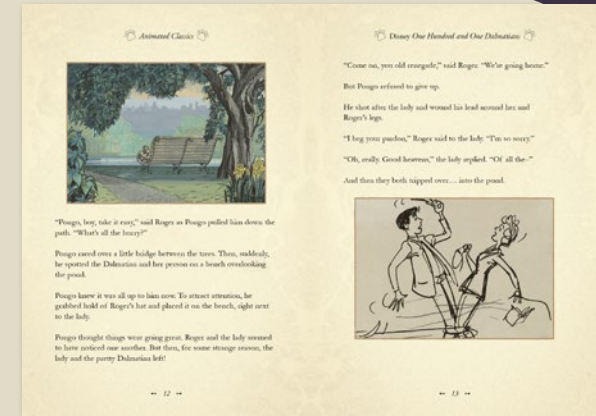 Animated Classics
"Pongo, boy, take it easy," said Roger as Pongo pulled him down the
path. "What's all the hurry?"
Pongo raced over a little bridge between the trees. Then, suddenly,
he spotted the Dalmatian and her person on a bench overlooking
the pond.
Pongo knew it was all up to him now. To attract attention, he
grabbed hold of Roger's hat and placed it on the bench, right next
to the lady.
Pongo thought things were going great. Roger and the lady seemed
to have noticed one another. But then, for some strange reason, the
lady and the pretty Dalmatian left!
12
Disney One Hundred and One Dalmatians
"Come on, you old renegade," said Roger. "We're going home."
But Pongo refused to give up.
He shot after the lady and wound his lead around her and
Roger's legs.
"I beg your pardon," Roger said to the lady. "I'm so sorry."
"Oh, really. Good heavens," the lady replied. "Of all the–"
And then they both tripped over… into the pond.
13